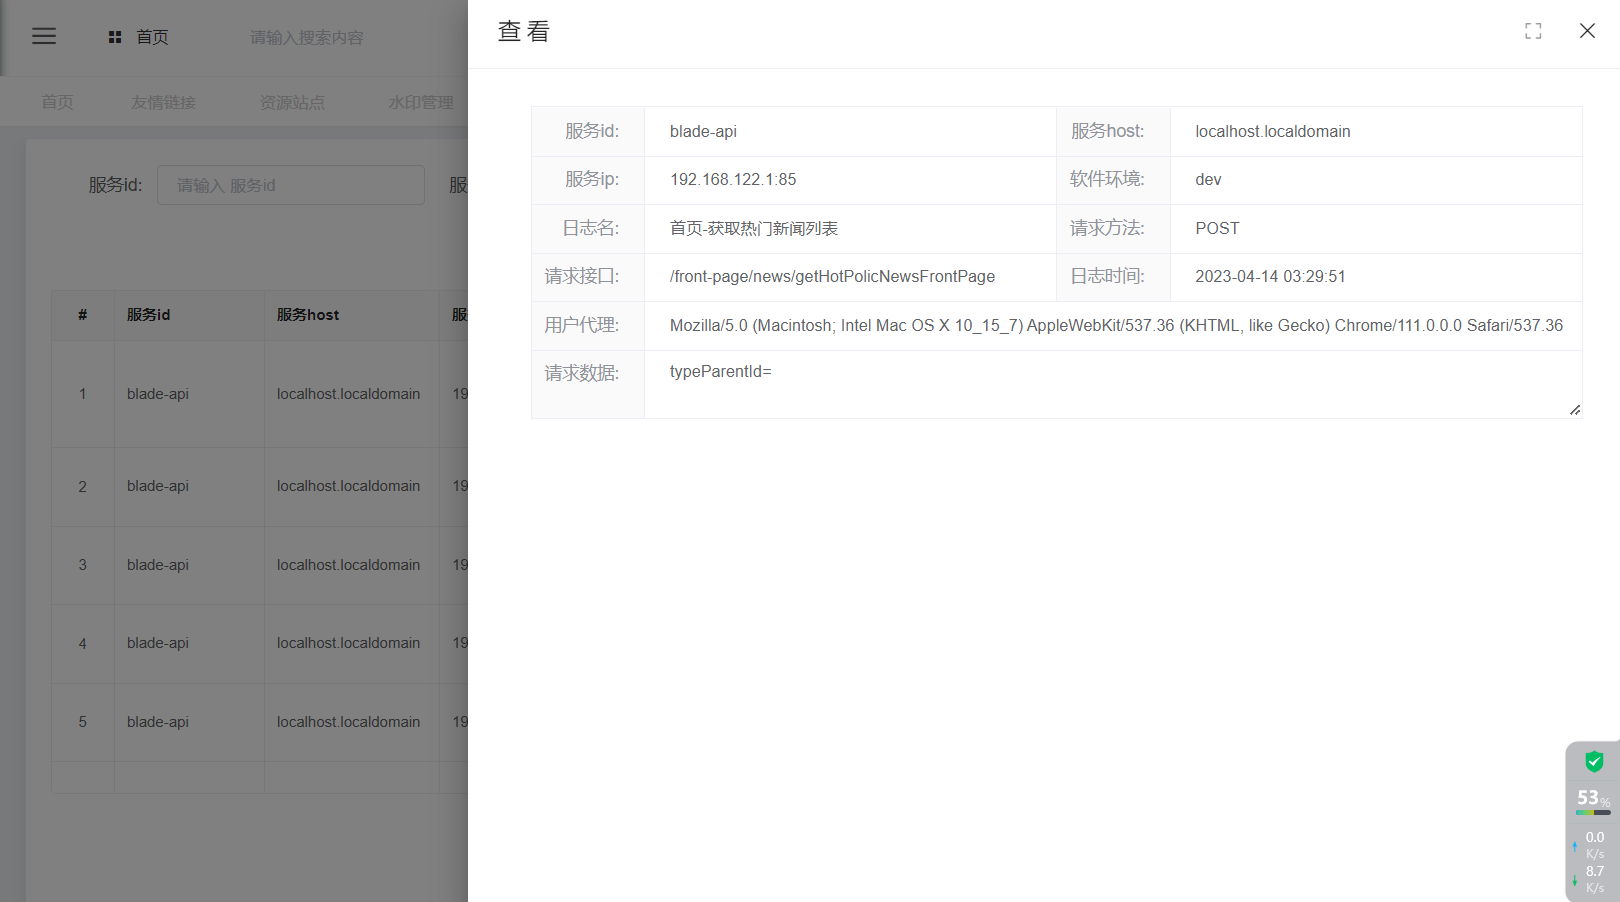 首页
请输入搜索内容
首页
友情链接
资源站点
水印管理
服务id:
请输入 服务id
服
# 服务id 服务host 服
1 blade-api localhost.localdomain 19
2 blade-api localhost.localdomain 19
3 blade-api localhost.localdomain 19
4 blade-api localhost.localdomain 19
5 blade-api localhost.localdomain 19
查看
服务id: blade-api 服务host: localhost.localdomain
服务ip: 192.168.122.1:85 软件环境: dev
日志名: 首页-获取热门新闻列表 请求方法: POST
请求接口: /front-page/news/getHotPolicNewsFrontPage 日志时间: 2023-04-14 03:29:51
用户代理: Mozilla/5.0 (Macintosh; Intel Mac OS X 10_15_7) AppleWebKit/537.36 (KHTML, like Gecko) Chrome/111.0.0.0 Safari/537.36
请求数据: typeParentId=
53%
0.0
K/s
8.7
K/s